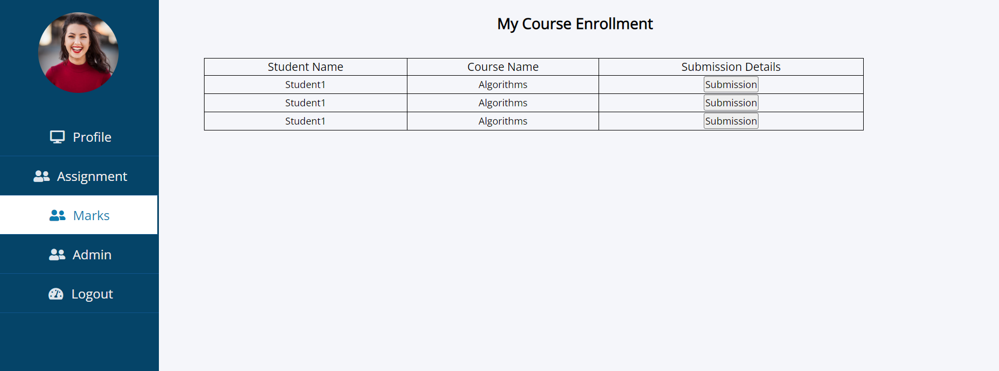 My Course Enrollment
Student Name Course Name Submission Details
Student1 Algorithms Submission
Student1 Algorithms Submission
Student1 Algorithms Submission
Profile
Assignment
Marks
Admin
Logout